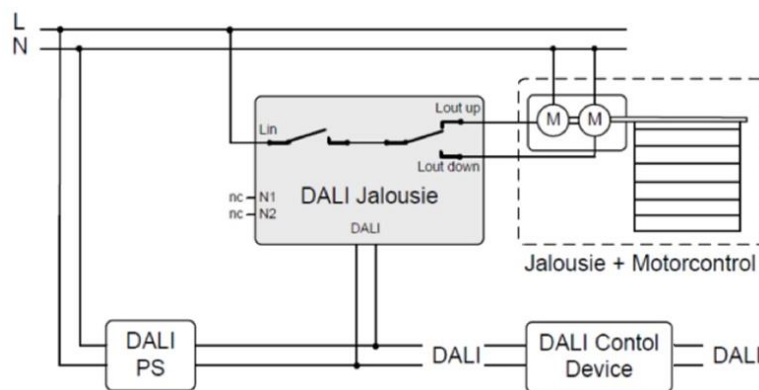 L
N
Lout up
M
M
Lin
Lout down
nc
N1
nc
N2
DALI Jalousie
DALI
Jalousie + Motorcontrol
DALI
PS
DALI
DALI Contol
Device
DALI